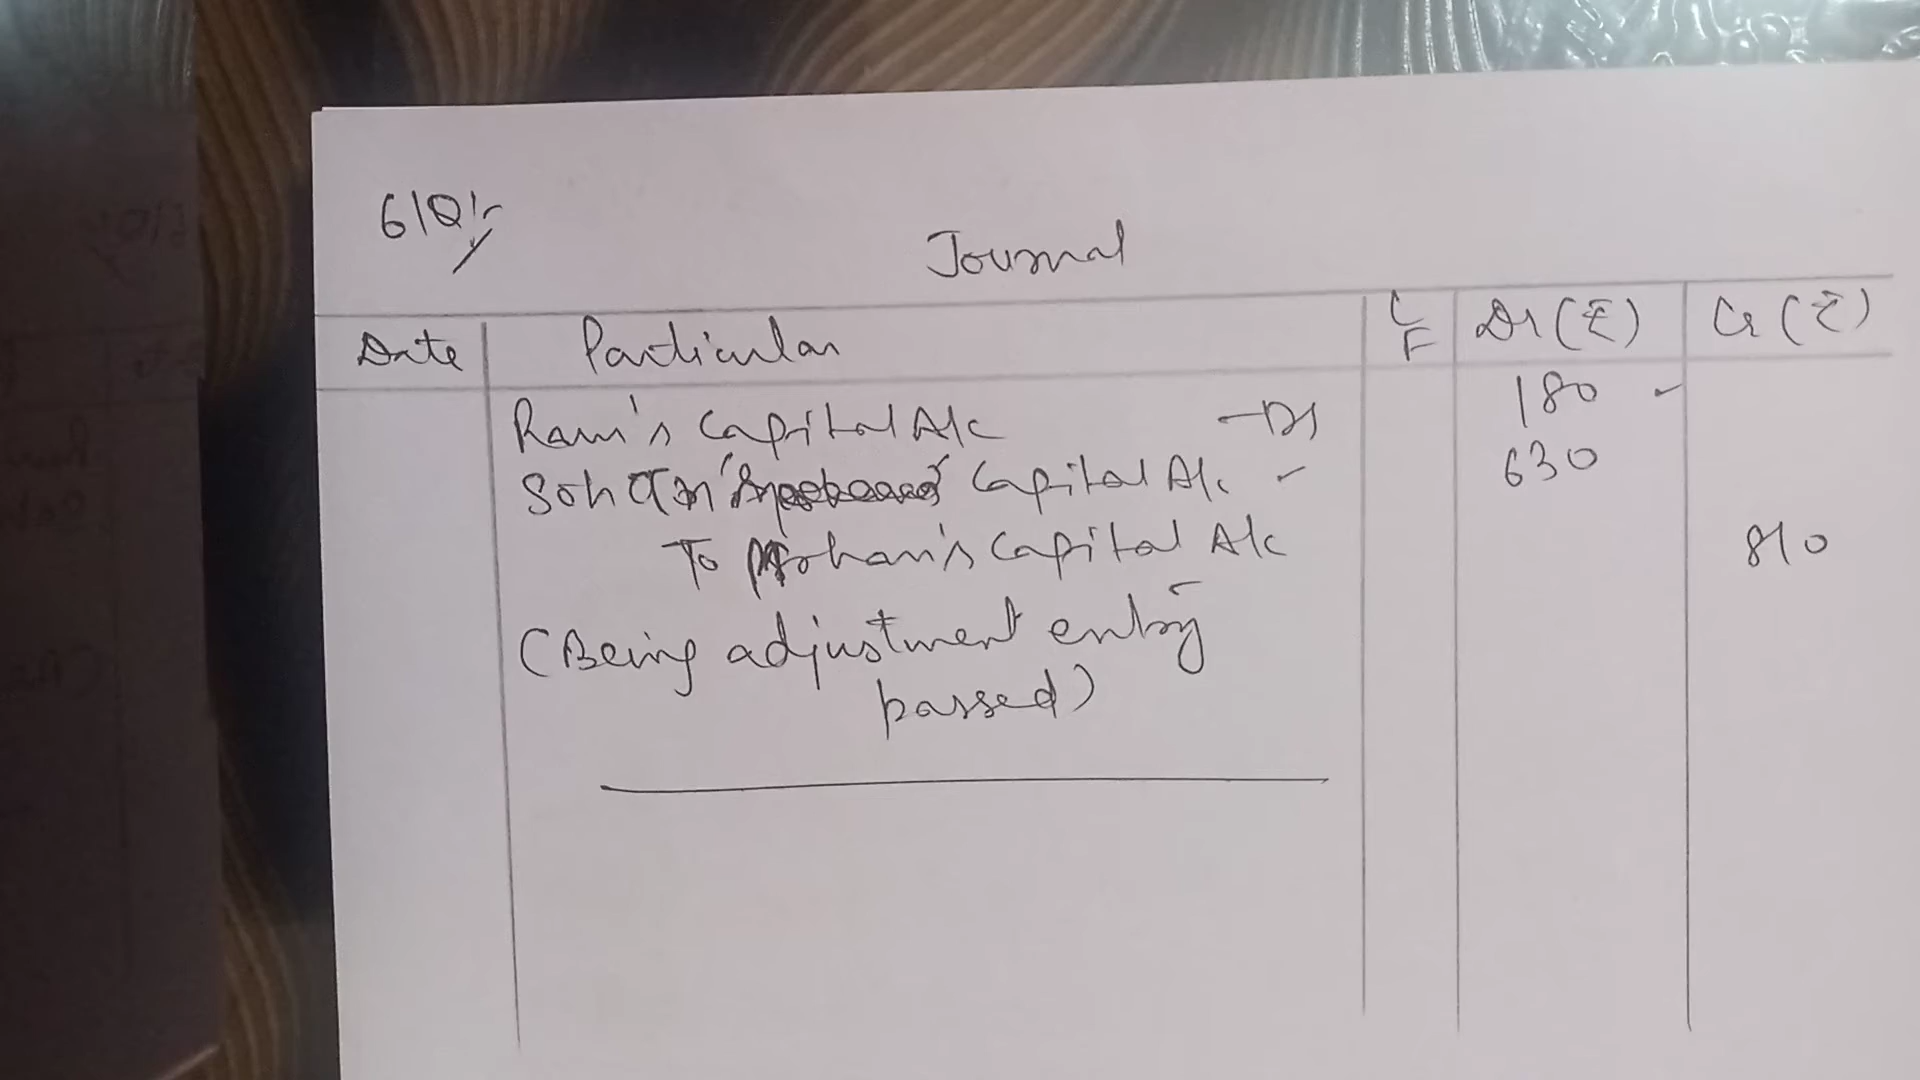 6/Q/-
Journal
Date Particular L F Dr (₹) Cr (₹)
Ram's Capital A/c - Dr 180
Sohan Capital A/c - 630
To Mohan's Capital A/c 810
(Being adjustment entry
passed)